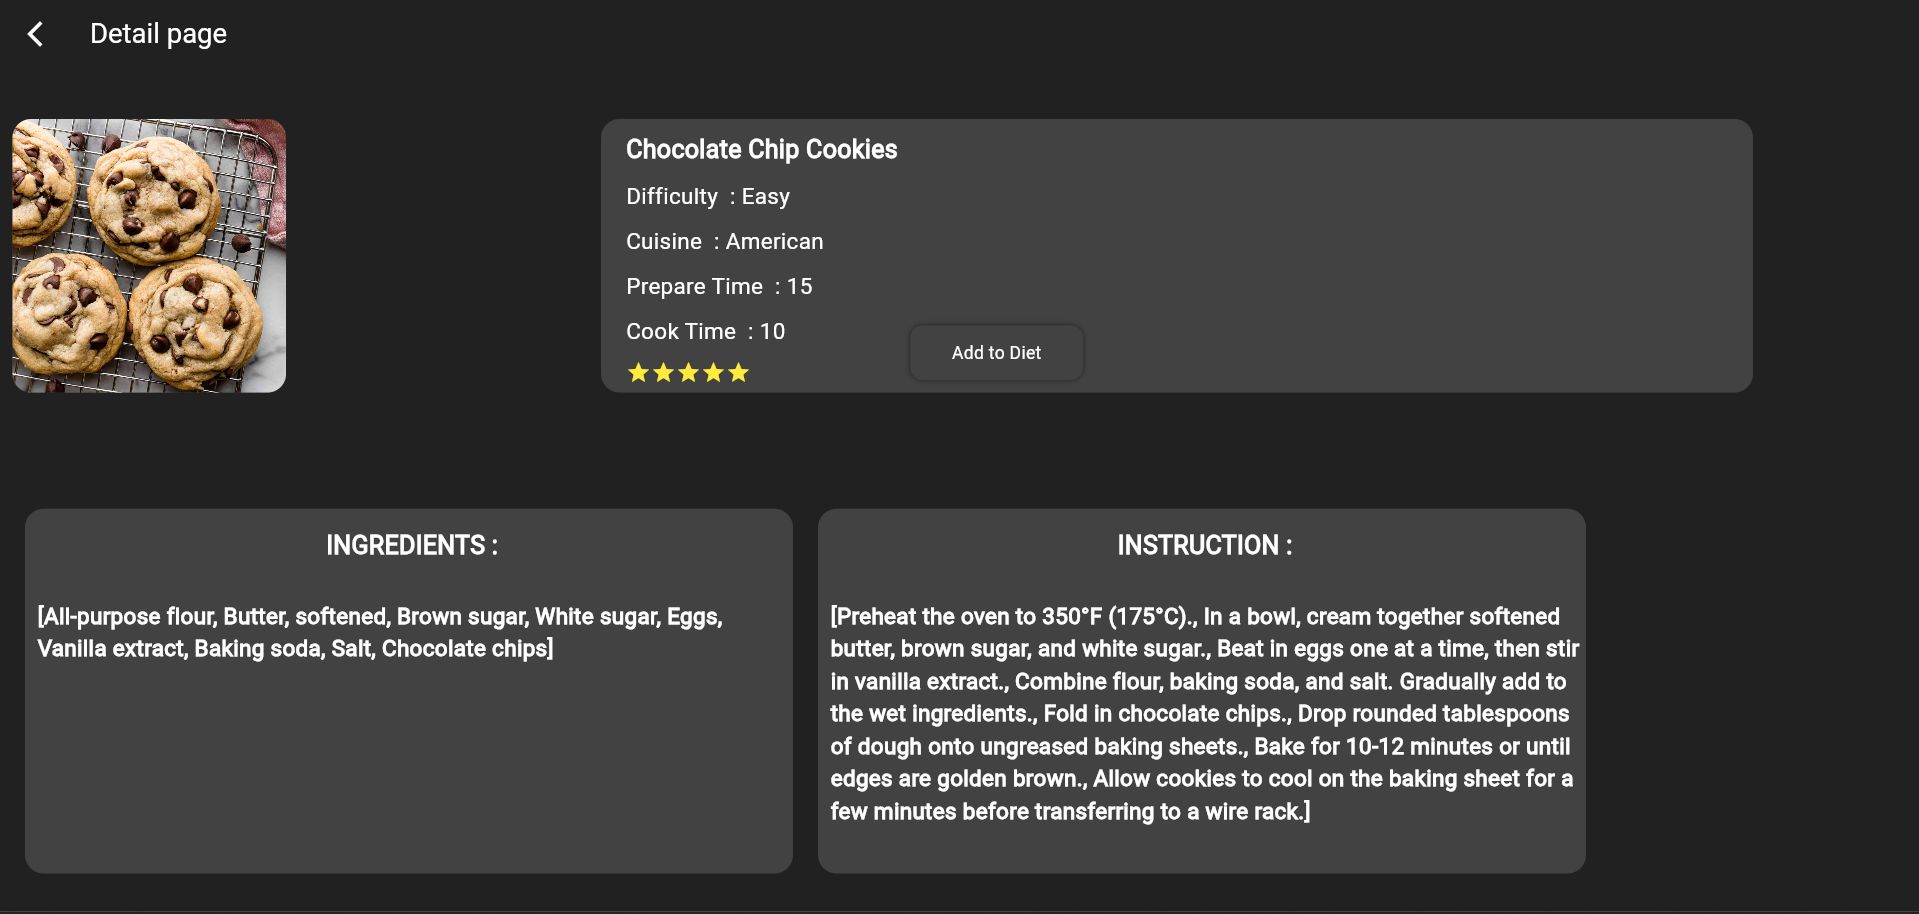 Detail page
Chocolate Chip Cookies
Difficulty  : Easy
Cuisine  : American
Prepare Time  : 15
Cook Time  : 10
Add to Diet
INGREDIENTS :
[All-purpose flour, Butter, softened, Brown sugar, White sugar, Eggs,
Vanilla extract, Baking soda, Salt, Chocolate chips]
INSTRUCTION :
[Preheat the oven to 350°F (175°C)., In a bowl, cream together softened
butter, brown sugar, and white sugar., Beat in eggs one at a time, then stir
in vanilla extract., Combine flour, baking soda, and salt. Gradually add to
the wet ingredients., Fold in chocolate chips., Drop rounded tablespoons
of dough onto ungreased baking sheets., Bake for 10-12 minutes or until
edges are golden brown., Allow cookies to cool on the baking sheet for a
few minutes before transferring to a wire rack.]